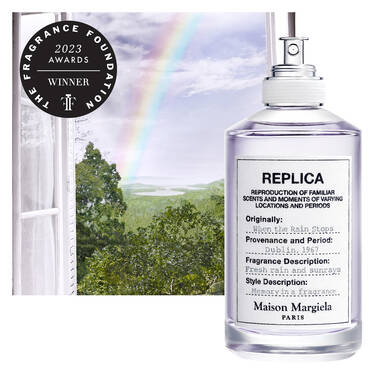 THE FRAGRANCE FOUNDATION
2023
AWARDS
WINNER
REPLICA
REPRODUCTION OF FAMILIAR
SCENTS AND MOMENTS OF VARYING
LOCATIONS AND PERIODS
Originally:
When the Rain Stops
Provenance and Period:
Dublin, 1967
Fragrance Description:
Fresh rain and sunrays
Style Description:
Memory in a fragrance
Maison Margiela
PARIS